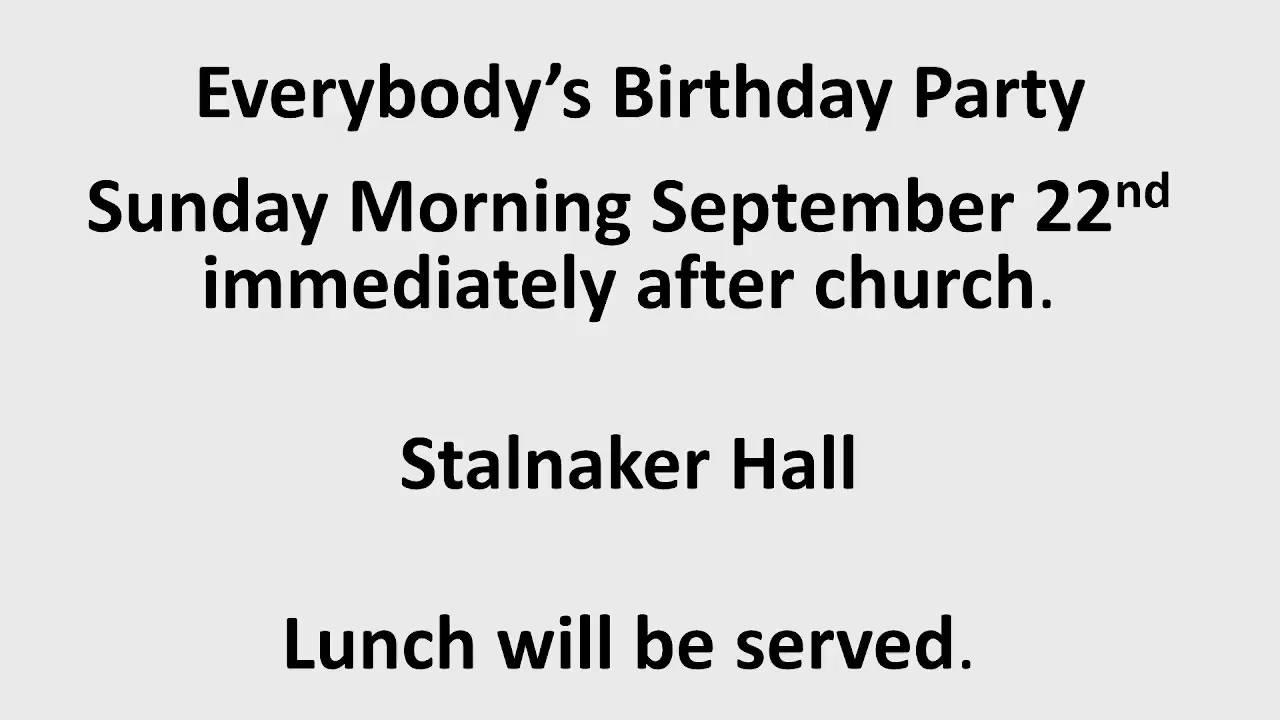 Everybody’s Birthday Party
Sunday Morning September 22nd
immediately after church.
Stalnaker Hall
Lunch will be served.